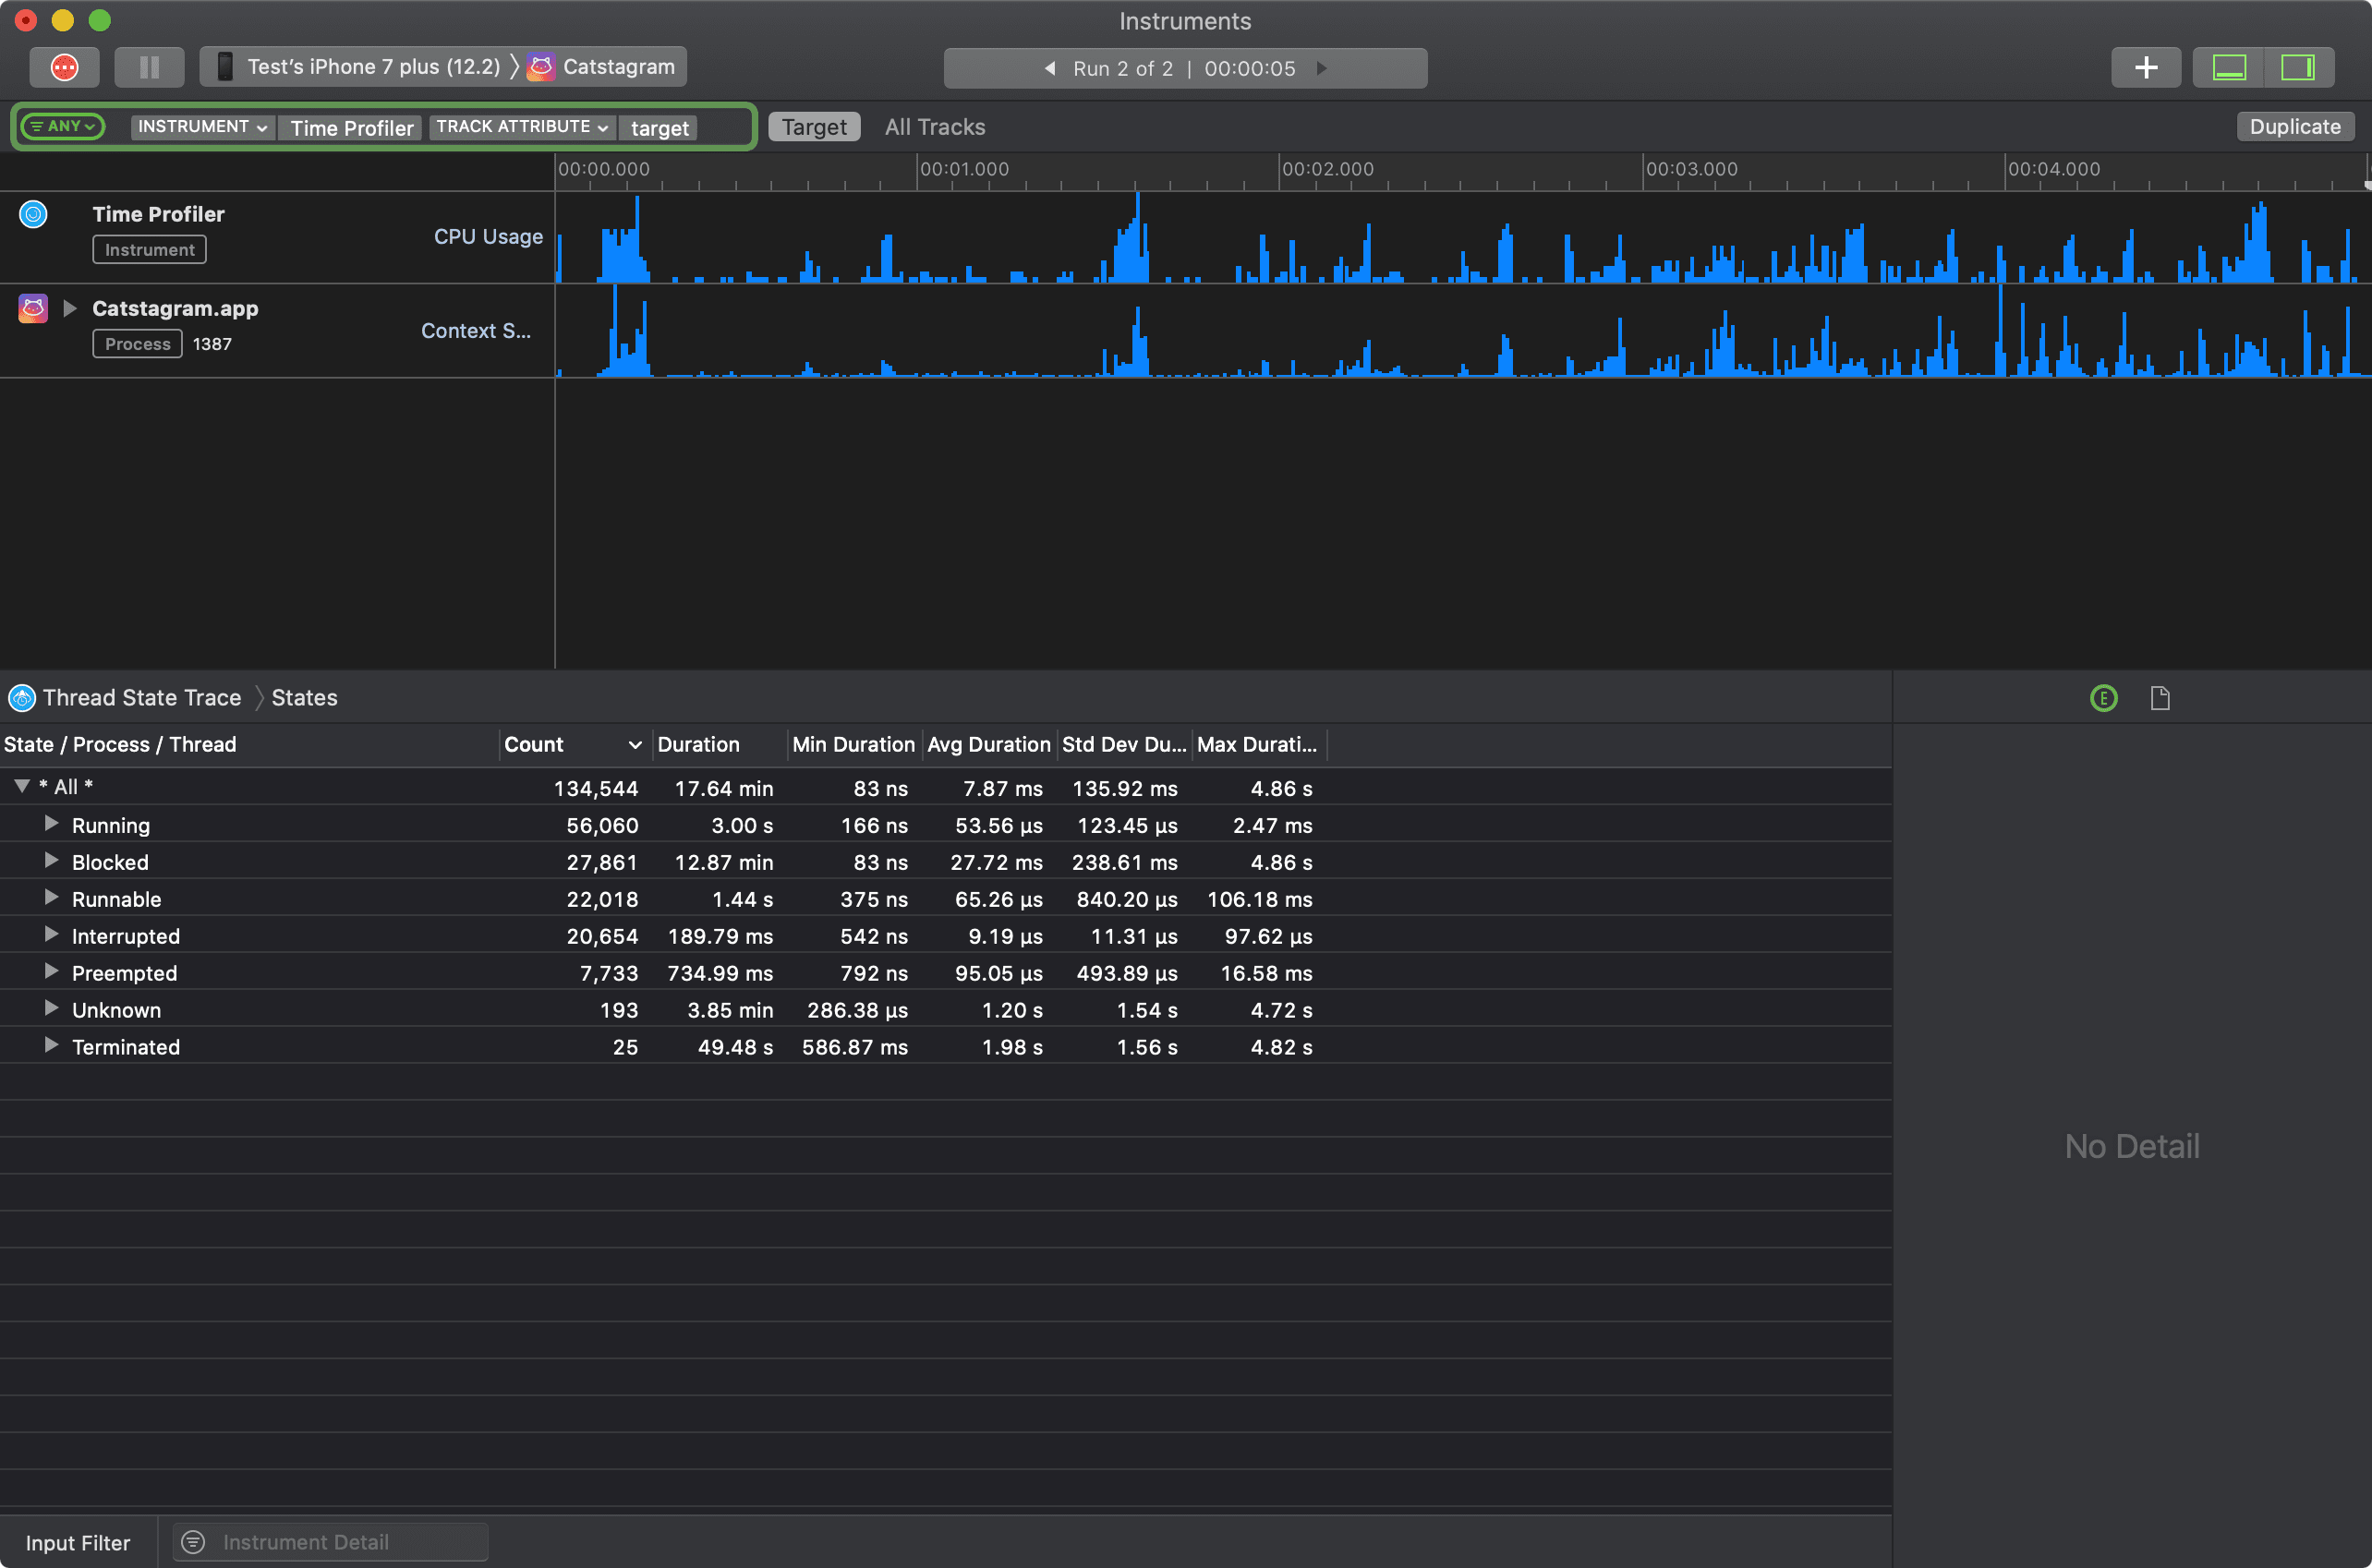 Instruments
Test’s iPhone 7 plus (12.2) 〉 Catstagram
Run 2 of 2 | 00:00:05
ANY INSTRUMENT Time Profiler TRACK ATTRIBUTE target Target All Tracks Duplicate
00:00.000 00:01.000 00:02.000 00:03.000 00:04.000
Time Profiler
Instrument
CPU Usage
Catstagram.app
Process 1387
Context S...
Thread State Trace 〉 States
E
State / Process / Thread Count Duration Min Duration Avg Duration Std Dev Du... Max Durati...
* All * 134,544 17.64 min 83 ns 7.87 ms 135.92 ms 4.86 s
Running 56,060 3.00 s 166 ns 53.56 µs 123.45 µs 2.47 ms
Blocked 27,861 12.87 min 83 ns 27.72 ms 238.61 ms 4.86 s
Runnable 22,018 1.44 s 375 ns 65.26 µs 840.20 µs 106.18 ms
Interrupted 20,654 189.79 ms 542 ns 9.19 µs 11.31 µs 97.62 µs
Preempted 7,733 734.99 ms 792 ns 95.05 µs 493.89 µs 16.58 ms
Unknown 193 3.85 min 286.38 µs 1.20 s 1.54 s 4.72 s
Terminated 25 49.48 s 586.87 ms 1.98 s 1.56 s 4.82 s
No Detail
Input Filter Instrument Detail